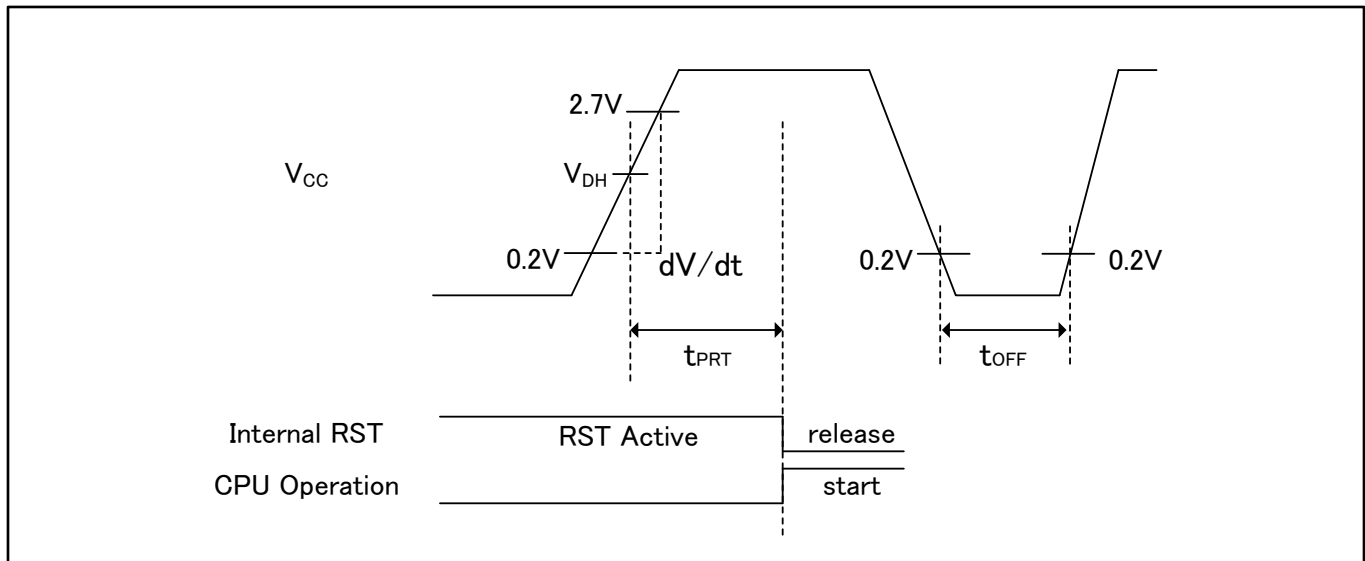 2.7V
VCC
VDH
0.2V
dV/dt
0.2V
0.2V
tPRT
tOFF
Internal RST
RST Active
release
CPU Operation
start